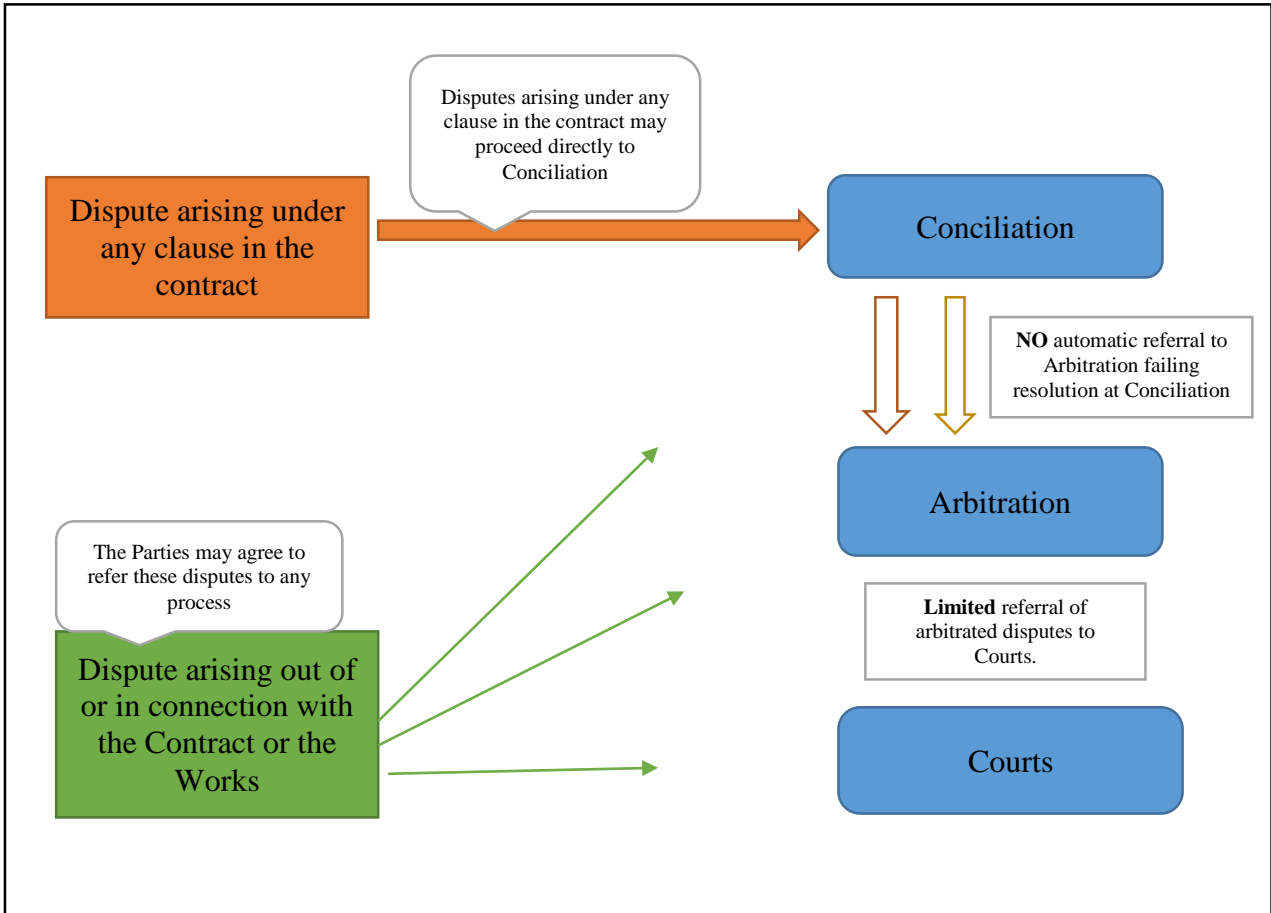 Disputes arising under any
clause in the contract may
proceed directly to
Conciliation
Dispute arising under
any clause in the
contract
Conciliation
NO automatic referral to
Arbitration failing
resolution at Conciliation
Arbitration
The Parties may agree to
refer these disputes to any
process
Limited referral of
arbitrated disputes to
Courts.
Dispute arising out of
or in connection with
the Contract or the
Works
Courts